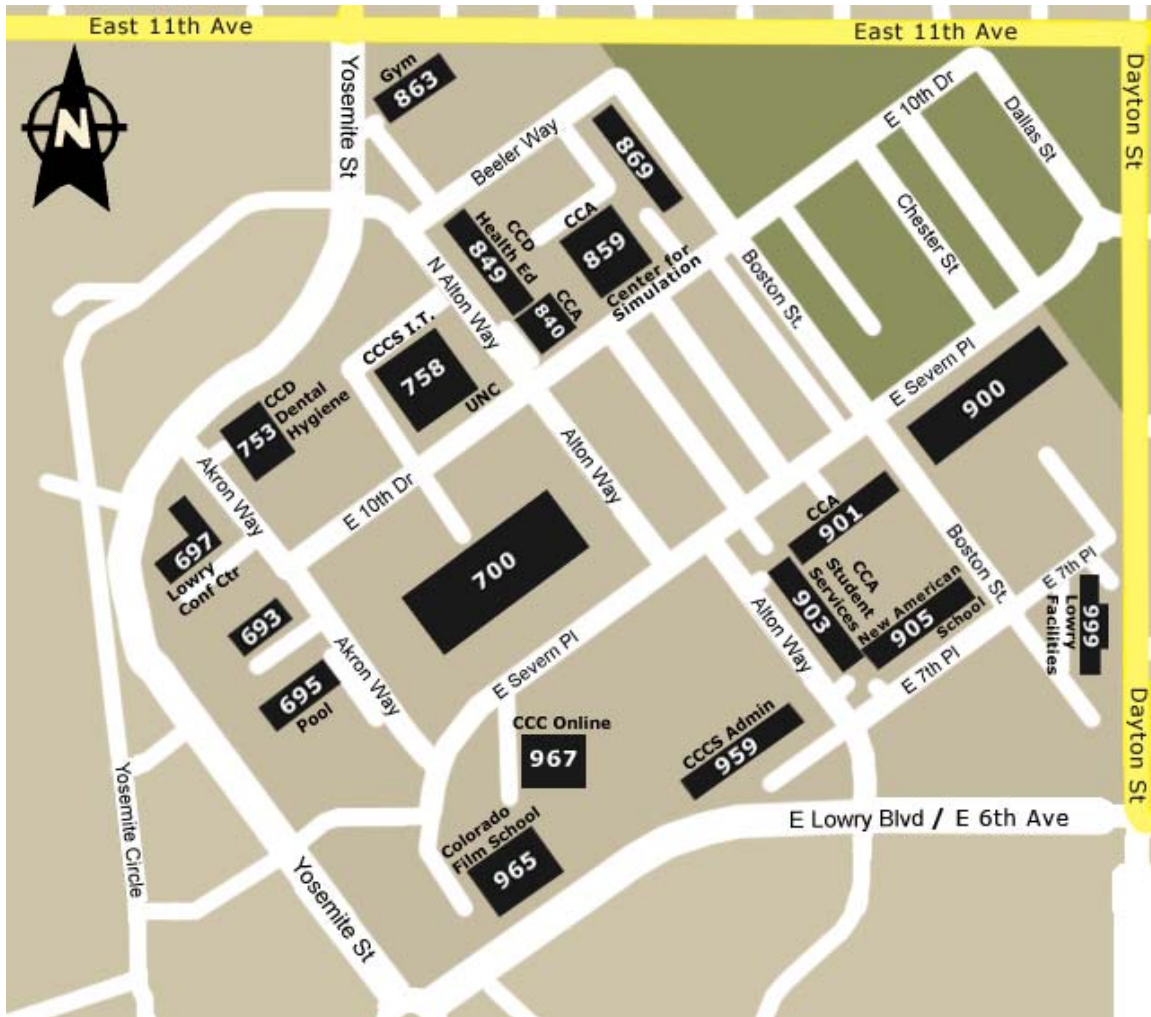 East 11th Ave
East 11th Ave
N
Yosemite St
Gym
863
Dayton St
Beeler Way
869
E 10th Dr
Dallas St
CCD
Health Ed
849
CCA
859
Center for
Simulation
CCA
840
N Alton Way
Boston St.
Chester St
CCCS I.T.
758
UNC
CCD
Dental
Hygiene
753
E Severn Pl
900
Akron Way
E 10th Dr
Alton Way
697
Lowry
Conf Ctr
700
CCA
901
CCA
Student
Services
903
New American
School
905
Boston St.
E 7th Pl
Lowry
Facilities
999
693
695
Pool
Akron Way
E Severn Pl
Alton Way
E 7th Pl
CCC Online
967
CCCS Admin
959
Dayton St
Yosemite Circle
Colorado
Film School
965
E Lowry Blvd / E 6th Ave
Yosemite St